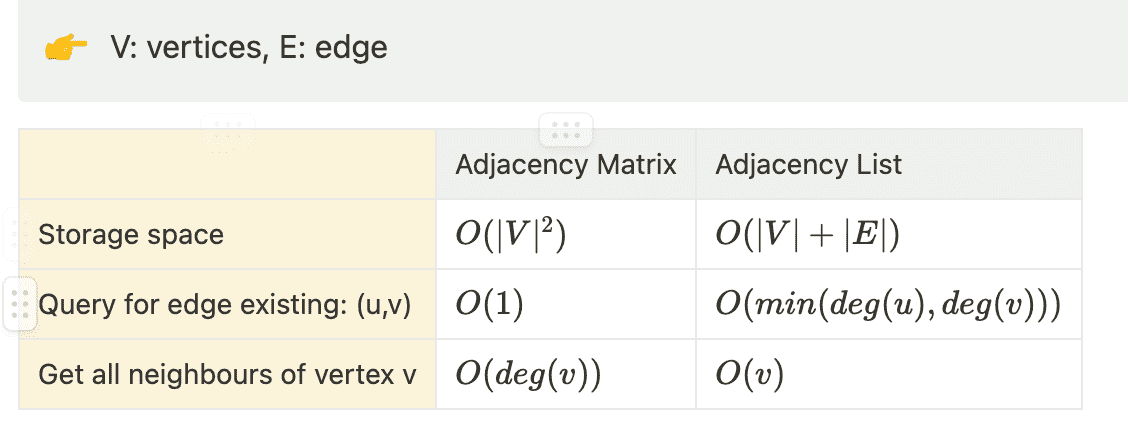 👉 V: vertices, E: edge
Adjacency Matrix Adjacency List
Storage space O(|V|²) O(|V| + |E|)
Query for edge existing: (u,v) O(1) O(min(deg(u), deg(v)))
Get all neighbours of vertex v O(deg(v)) O(v)